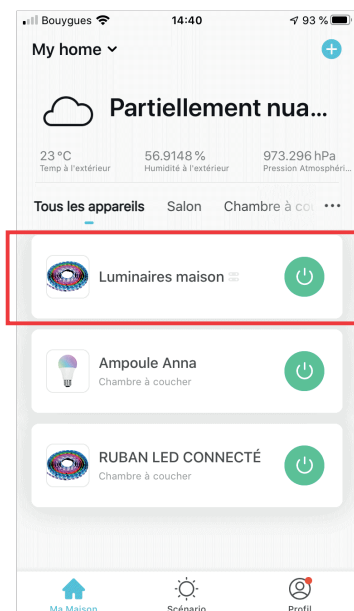 Bouygues 14:40 93 %
My home
Partiellement nua...
23 °C 56.9148 % 973.296 hPa
Temp à l'extérieur Humidité à l'extérieur Pression Atmosphéri...
Tous les appareils Salon Chambre à co ...
Luminaires maison
Ampoule Anna
Chambre à coucher
RUBAN LED CONNECTÉ
Chambre à coucher
Ma Maison Scénario Profil